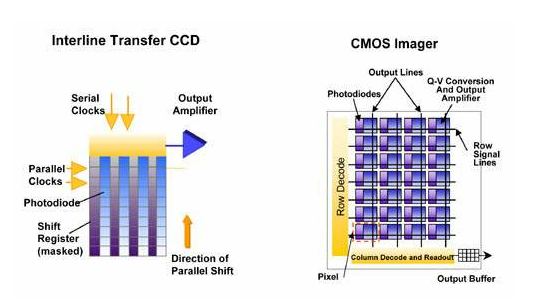 Interline Transfer CCD
Serial
Clocks
Output
Amplifier
Parallel
Clocks
Photodiode
Shift
Register
(masked)
Direction of
Parallel Shift
CMOS Imager
Output Lines
Photodiodes
Q-V Conversion
And Output
Amplifier
Row
Signal
Lines
Row Decode
Column Decode and Readout
Pixel
Output Buffer